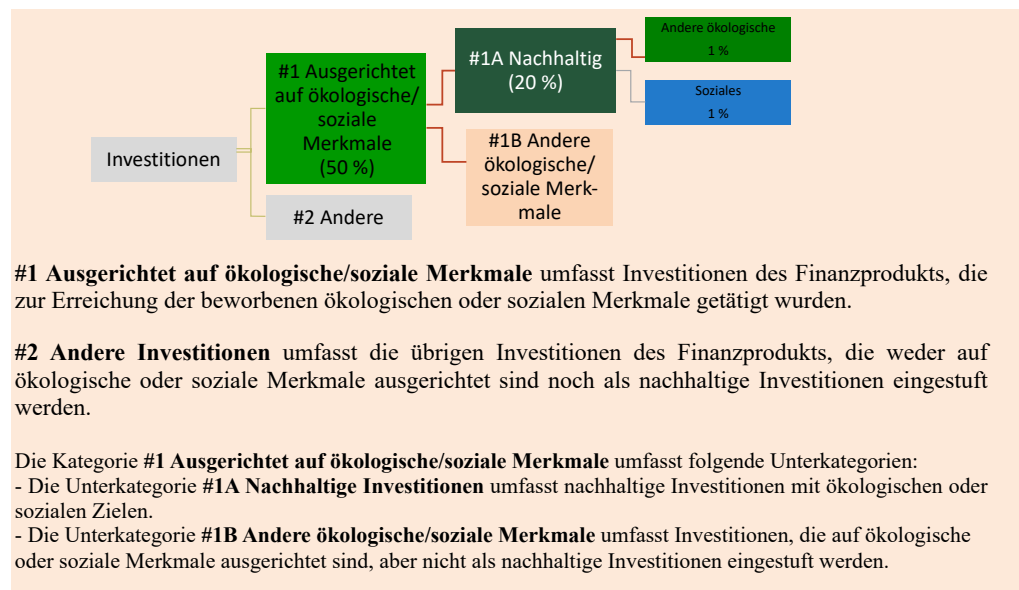 Investitionen
#1 Ausgerichtet
auf ökologische/
soziale
Merkmale
(50 %)
#2 Andere
#1A Nachhaltig
(20 %)
#1B Andere
ökologische/
soziale Merk-
male
Andere ökologische
1 %
Soziales
1 %
#1 Ausgerichtet auf ökologische/soziale Merkmale umfasst Investitionen des Finanzprodukts, die
zur Erreichung der beworbenen ökologischen oder sozialen Merkmale getätigt wurden.
#2 Andere Investitionen umfasst die übrigen Investitionen des Finanzprodukts, die weder auf
ökologische oder soziale Merkmale ausgerichtet sind noch als nachhaltige Investitionen eingestuft
werden.
Die Kategorie #1 Ausgerichtet auf ökologische/soziale Merkmale umfasst folgende Unterkategorien:
- Die Unterkategorie #1A Nachhaltige Investitionen umfasst nachhaltige Investitionen mit ökologischen oder
sozialen Zielen.
- Die Unterkategorie #1B Andere ökologische/soziale Merkmale umfasst Investitionen, die auf ökologische
oder soziale Merkmale ausgerichtet sind, aber nicht als nachhaltige Investitionen eingestuft werden.